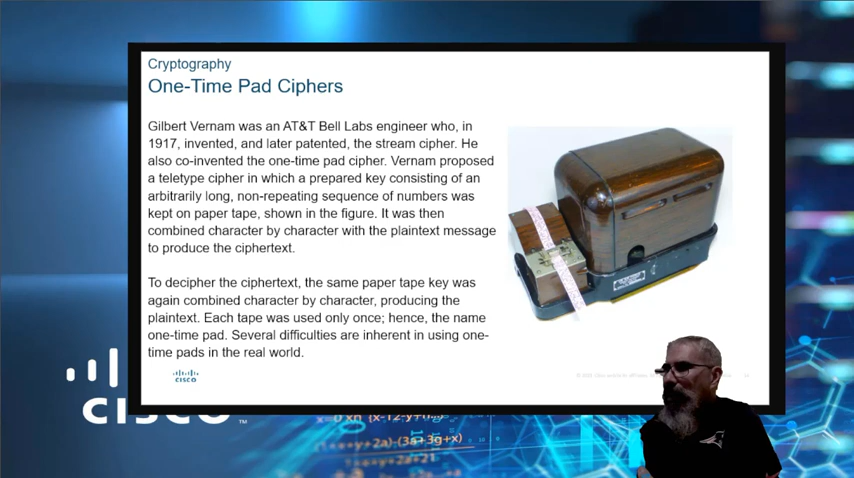 Cryptography
One-Time Pad Ciphers
Gilbert Vernam was an AT&T Bell Labs engineer who, in
1917, invented, and later patented, the stream cipher. He
also co-invented the one-time pad cipher. Vernam proposed
a teletype cipher in which a prepared key consisting of an
arbitrarily long, non-repeating sequence of numbers was
kept on paper tape, shown in the figure. It was then
combined character by character with the plaintext message
to produce the ciphertext.
To decipher the ciphertext, the same paper tape key was
again combined character by character, producing the
plaintext. Each tape was used only once; hence, the name
one-time pad. Several difficulties are inherent in using one-
time pads in the real world.
CISCO
CISCO